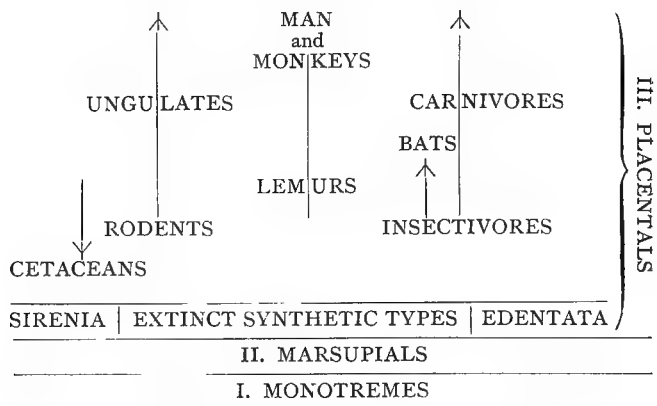 MAN
and
MONKEYS
UNGULATES
CARNIVORES
BATS
LEMURS
RODENTS
INSECTIVORES
CETACEANS
SIRENIA | EXTINCT SYNTHETIC TYPES | EDENTATA
III. PLACENTALS
II. MARSUPIALS
I. MONOTREMES